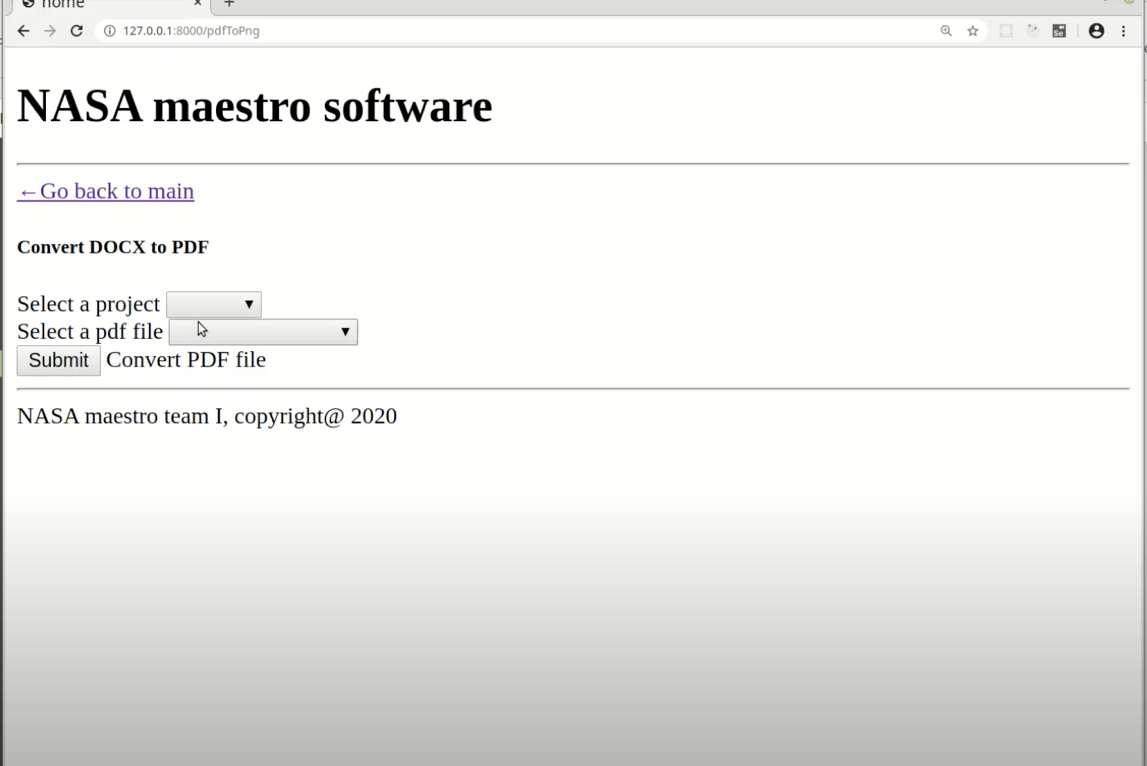 home × +
127.0.0.1:8000/pdfToPng
NASA maestro software
←Go back to main
Convert DOCX to PDF
Select a project
Select a pdf file
Submit Convert PDF file
NASA maestro team I, copyright@ 2020